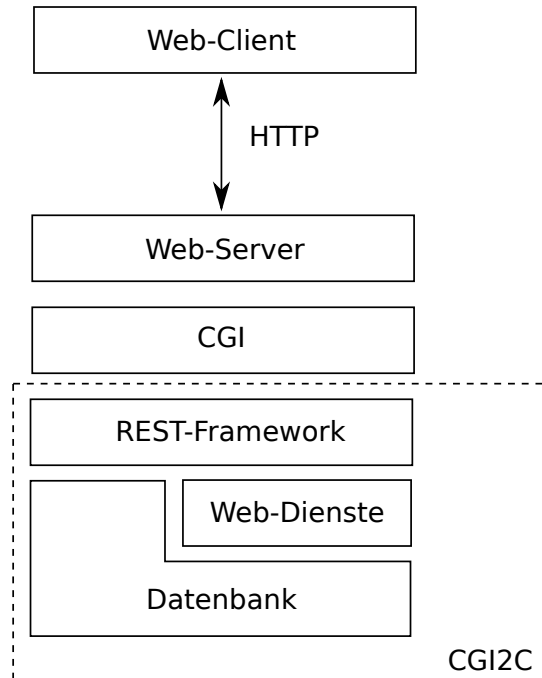 Web-Client
HTTP
Web-Server
CGI
REST-Framework
Web-Dienste
Datenbank
CGI2C